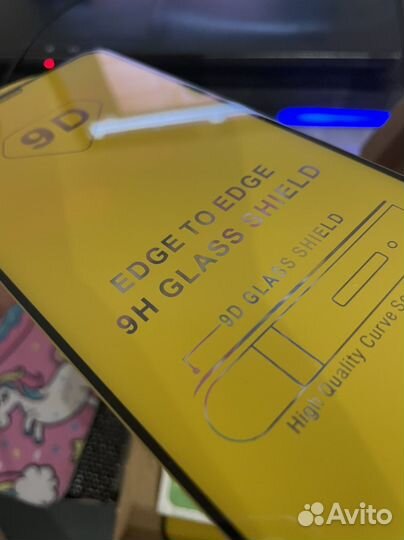 9D
EDGE TO EDGE
9H GLASS SHIELD
9D GLASS SHIELD
High Quality Curve
Avito